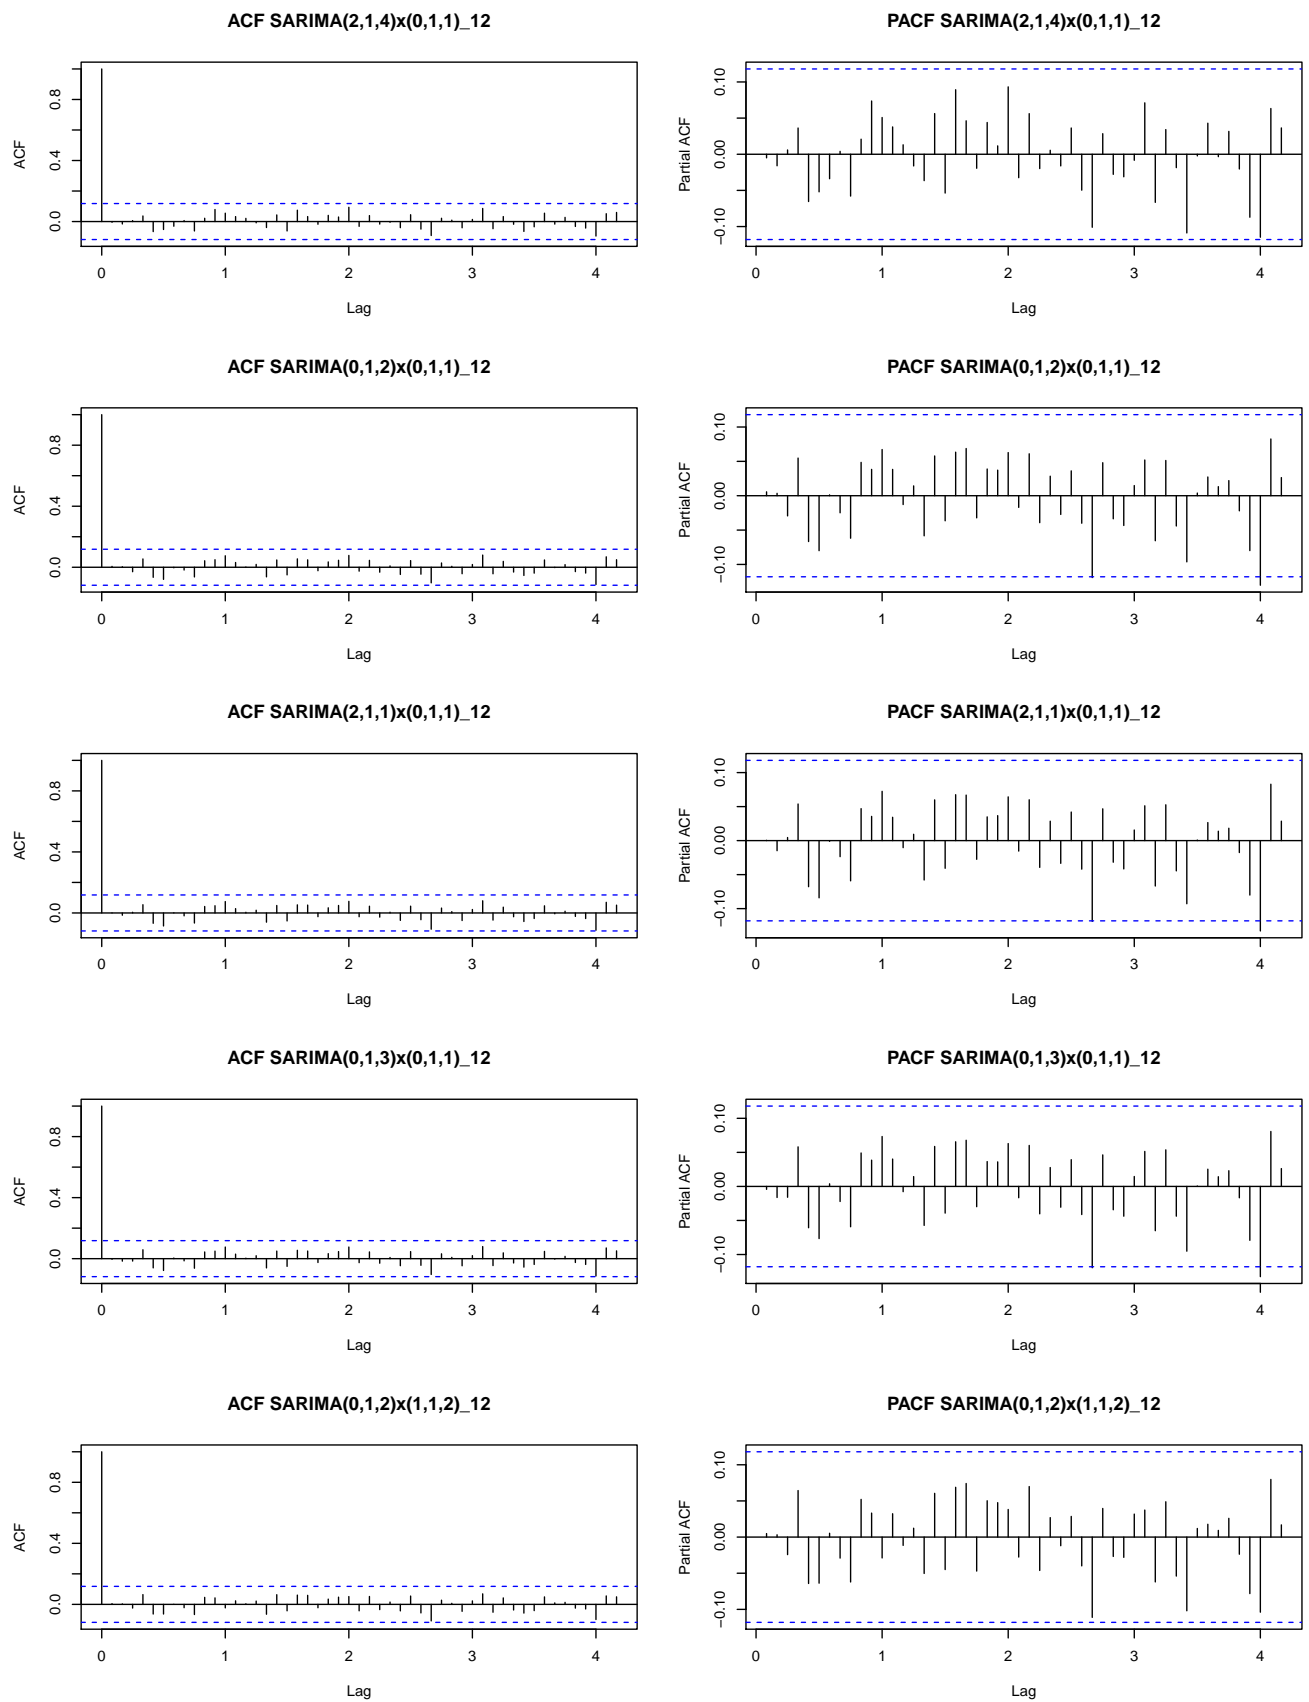 ACF SARIMA(2,1,4)x(0,1,1)_12
ACF
0.0 0.4 0.8
0 1 2 3 4
Lag
PACF SARIMA(2,1,4)x(0,1,1)_12
Partial ACF
−0.10 0.00 0.10
0 1 2 3 4
Lag
ACF SARIMA(0,1,2)x(0,1,1)_12
ACF
0.0 0.4 0.8
0 1 2 3 4
Lag
PACF SARIMA(0,1,2)x(0,1,1)_12
Partial ACF
−0.10 0.00 0.10
0 1 2 3 4
Lag
ACF SARIMA(2,1,1)x(0,1,1)_12
ACF
0.0 0.4 0.8
0 1 2 3 4
Lag
PACF SARIMA(2,1,1)x(0,1,1)_12
Partial ACF
−0.10 0.00 0.10
0 1 2 3 4
Lag
ACF SARIMA(0,1,3)x(0,1,1)_12
ACF
0.0 0.4 0.8
0 1 2 3 4
Lag
PACF SARIMA(0,1,3)x(0,1,1)_12
Partial ACF
−0.10 0.00 0.10
0 1 2 3 4
Lag
ACF SARIMA(0,1,2)x(1,1,2)_12
ACF
0.0 0.4 0.8
0 1 2 3 4
Lag
PACF SARIMA(0,1,2)x(1,1,2)_12
Partial ACF
−0.10 0.00 0.10
0 1 2 3 4
Lag